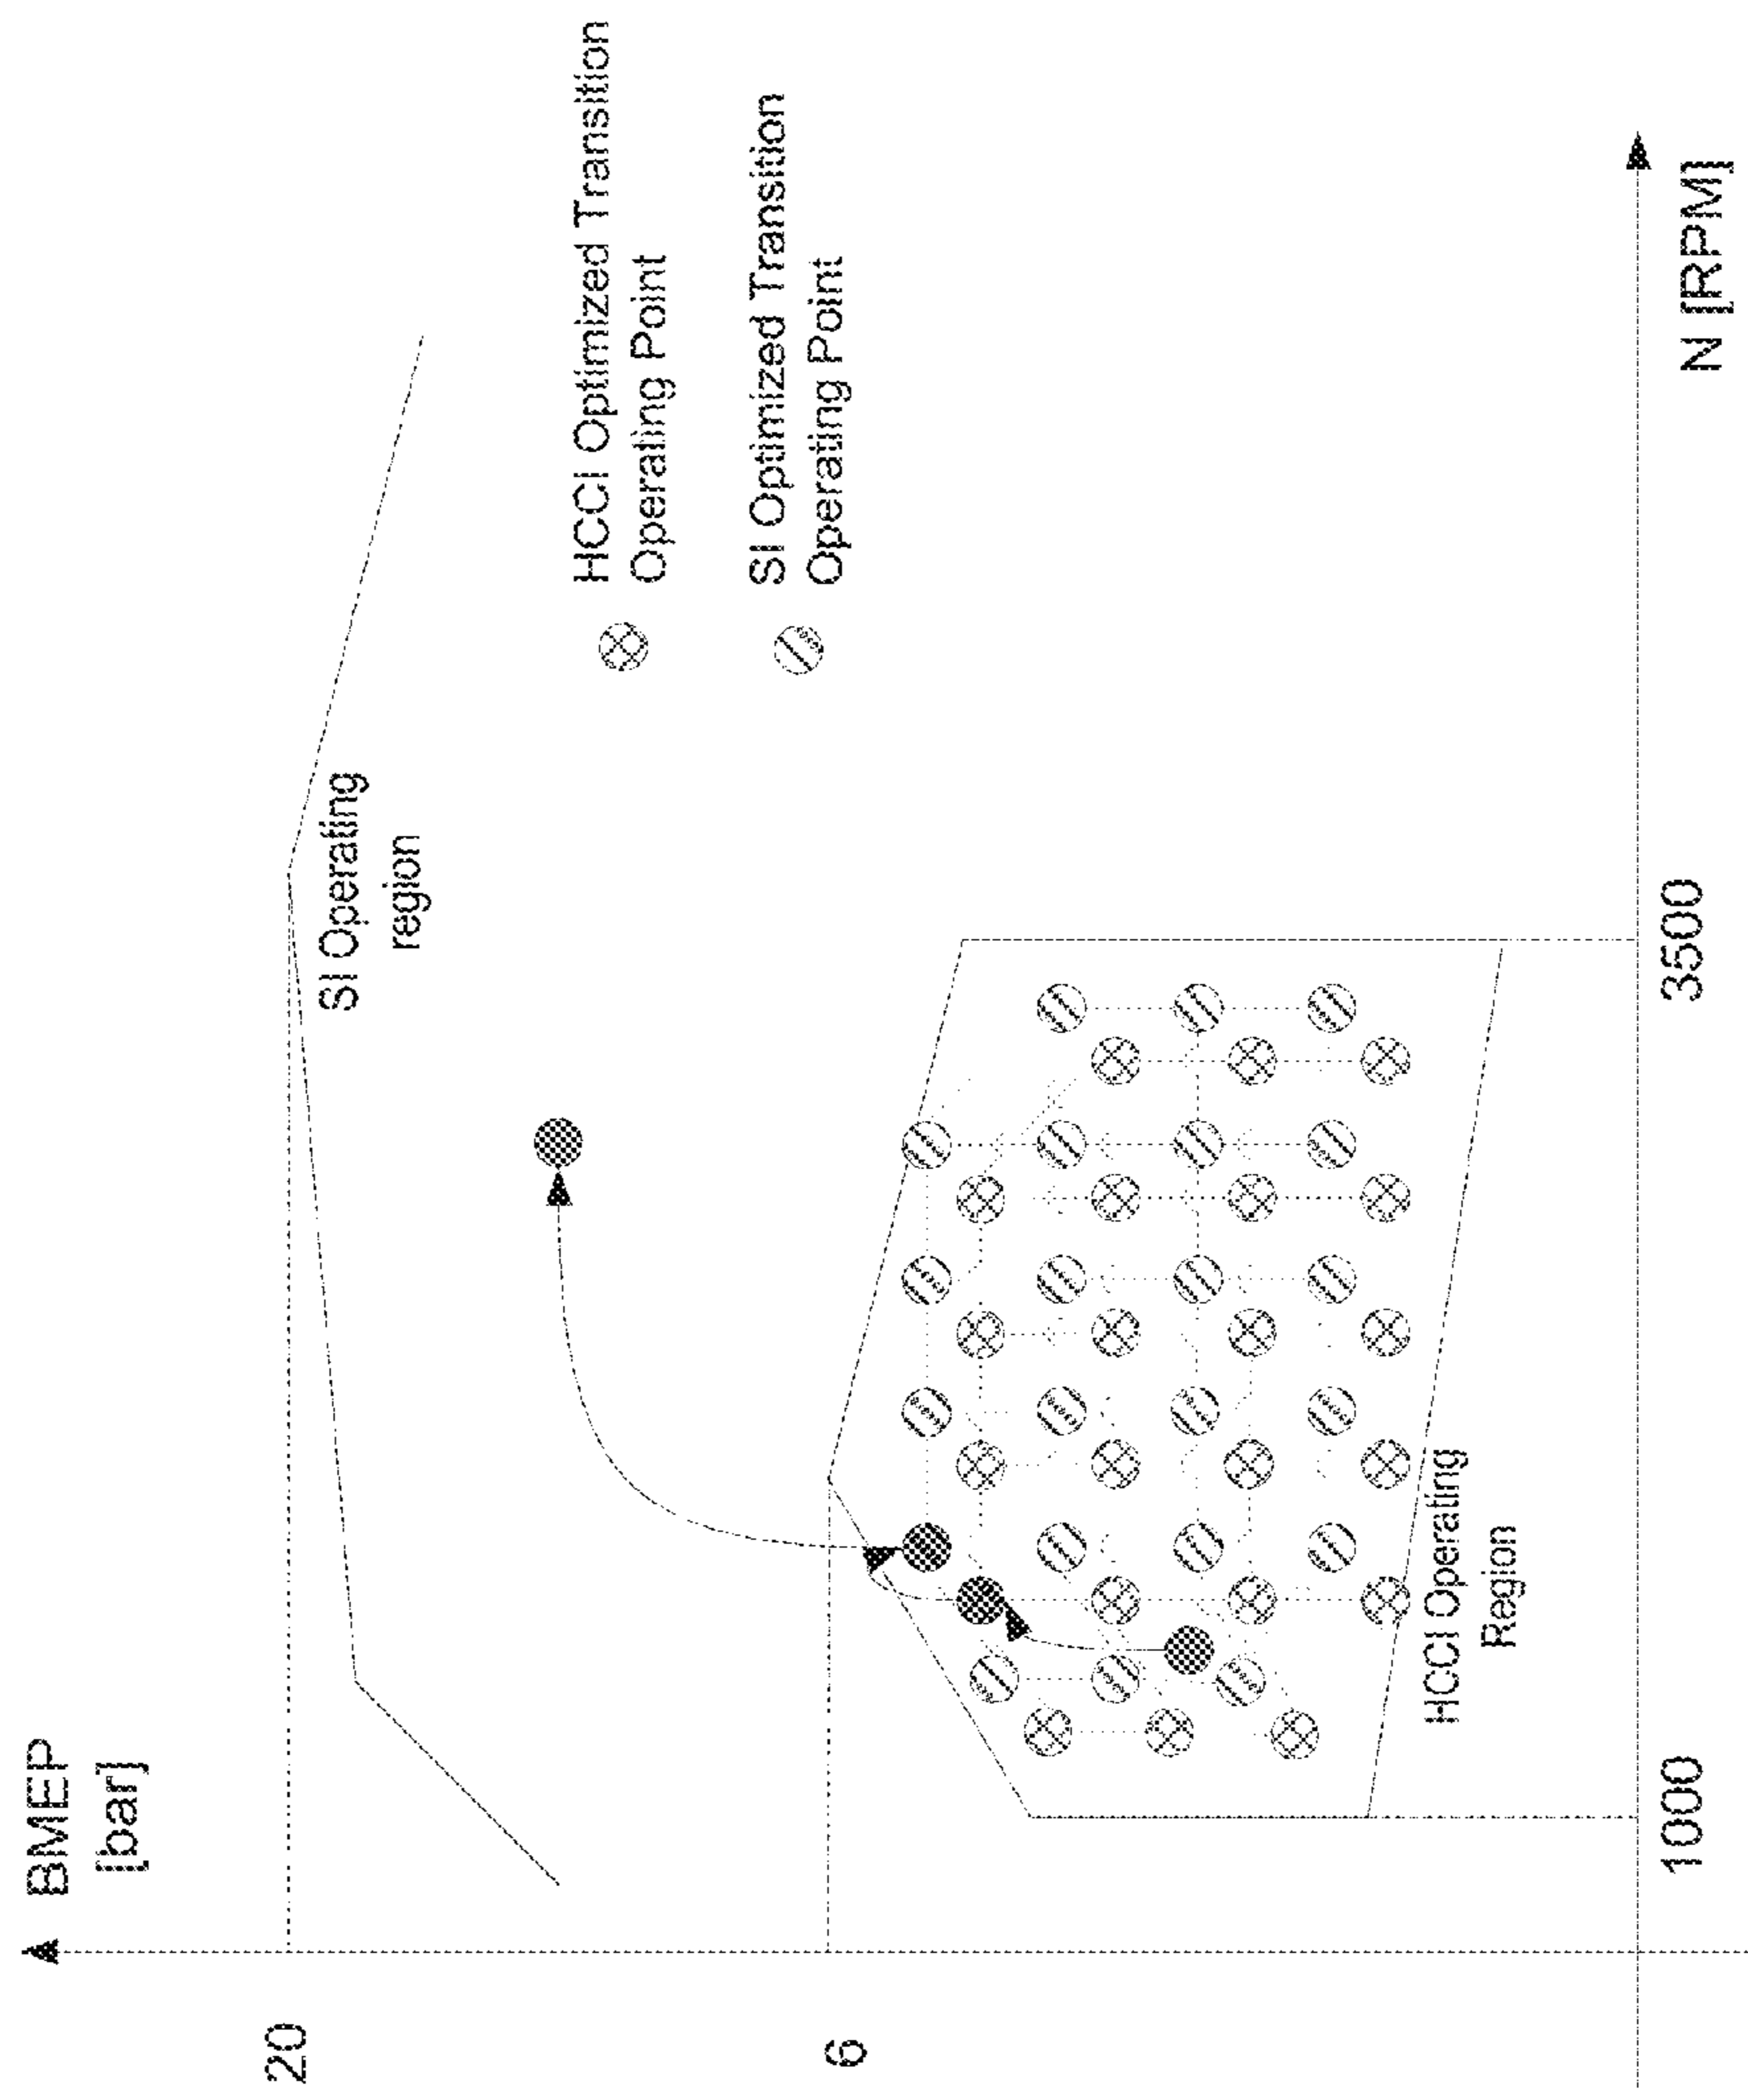 BMEP
[bar]
20
6
SI Operating
region
HCCI Optimized Transition
Operating Point
SI Optimized Transition
Operating Point
HCCI Operating
Region
1000
3500
N [RPM]